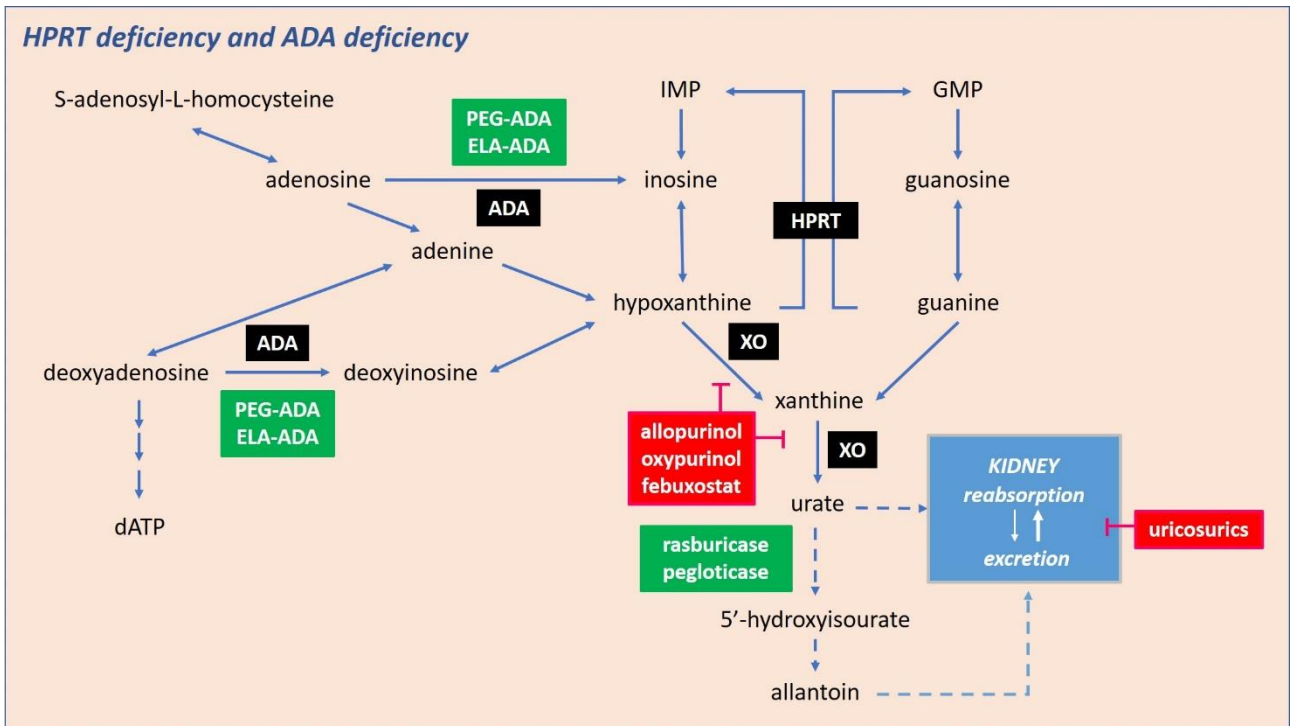 HPRT deficiency and ADA deficiency
S-adenosyl-L-homocysteine
IMP
GMP
PEG-ADA
ELA-ADA
adenosine
inosine
guanosine
ADA
HPRT
adenine
hypoxanthine
guanine
ADA
XO
deoxyadenosine
deoxyinosine
PEG-ADA
ELA-ADA
xanthine
allopurinol
oxypurinol
febuxostat
XO
KIDNEY
reabsorption
excretion
uricosurics
urate
dATP
rasburicase
pegloticase
5’-hydroxyisourate
allantoin